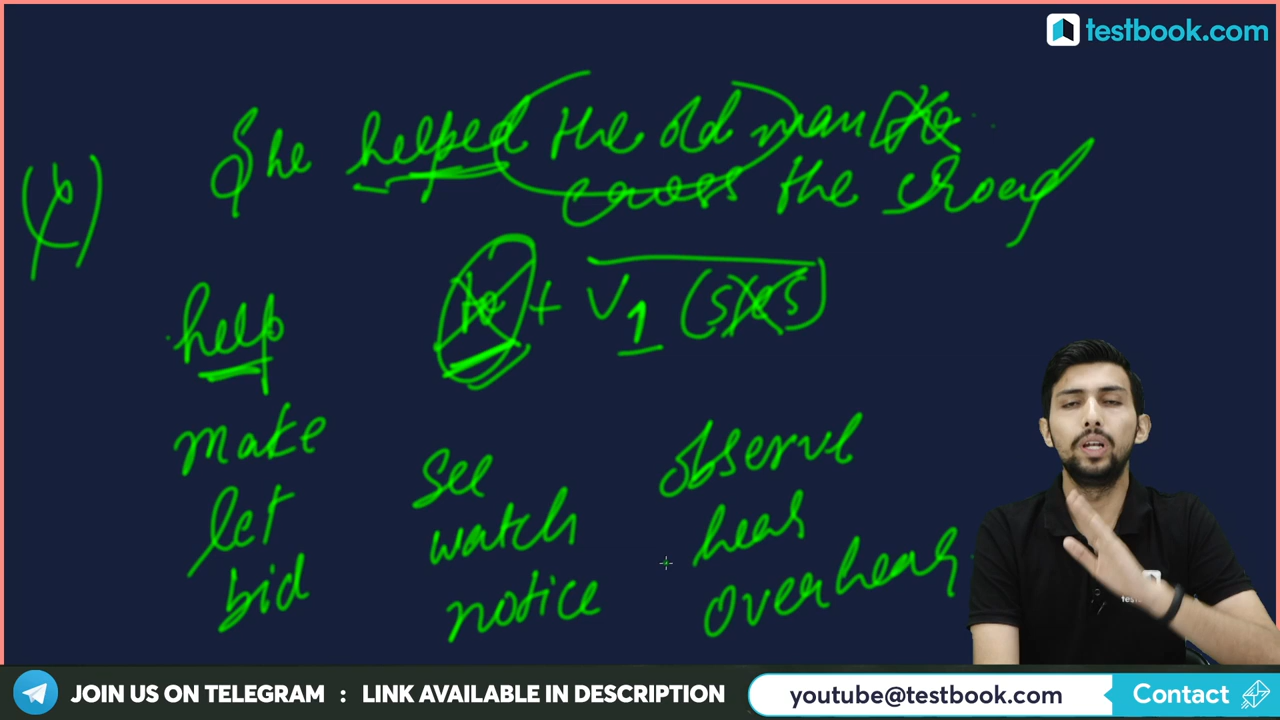 testbook.com
She helped the old man to
cross the road
(x)
to + V1 (s/es)
help
make
let
bid
see
watch
notice
observe
hear
overhear
JOIN US ON TELEGRAM : LINK AVAILABLE IN DESCRIPTION
youtube@testbook.com
Contact